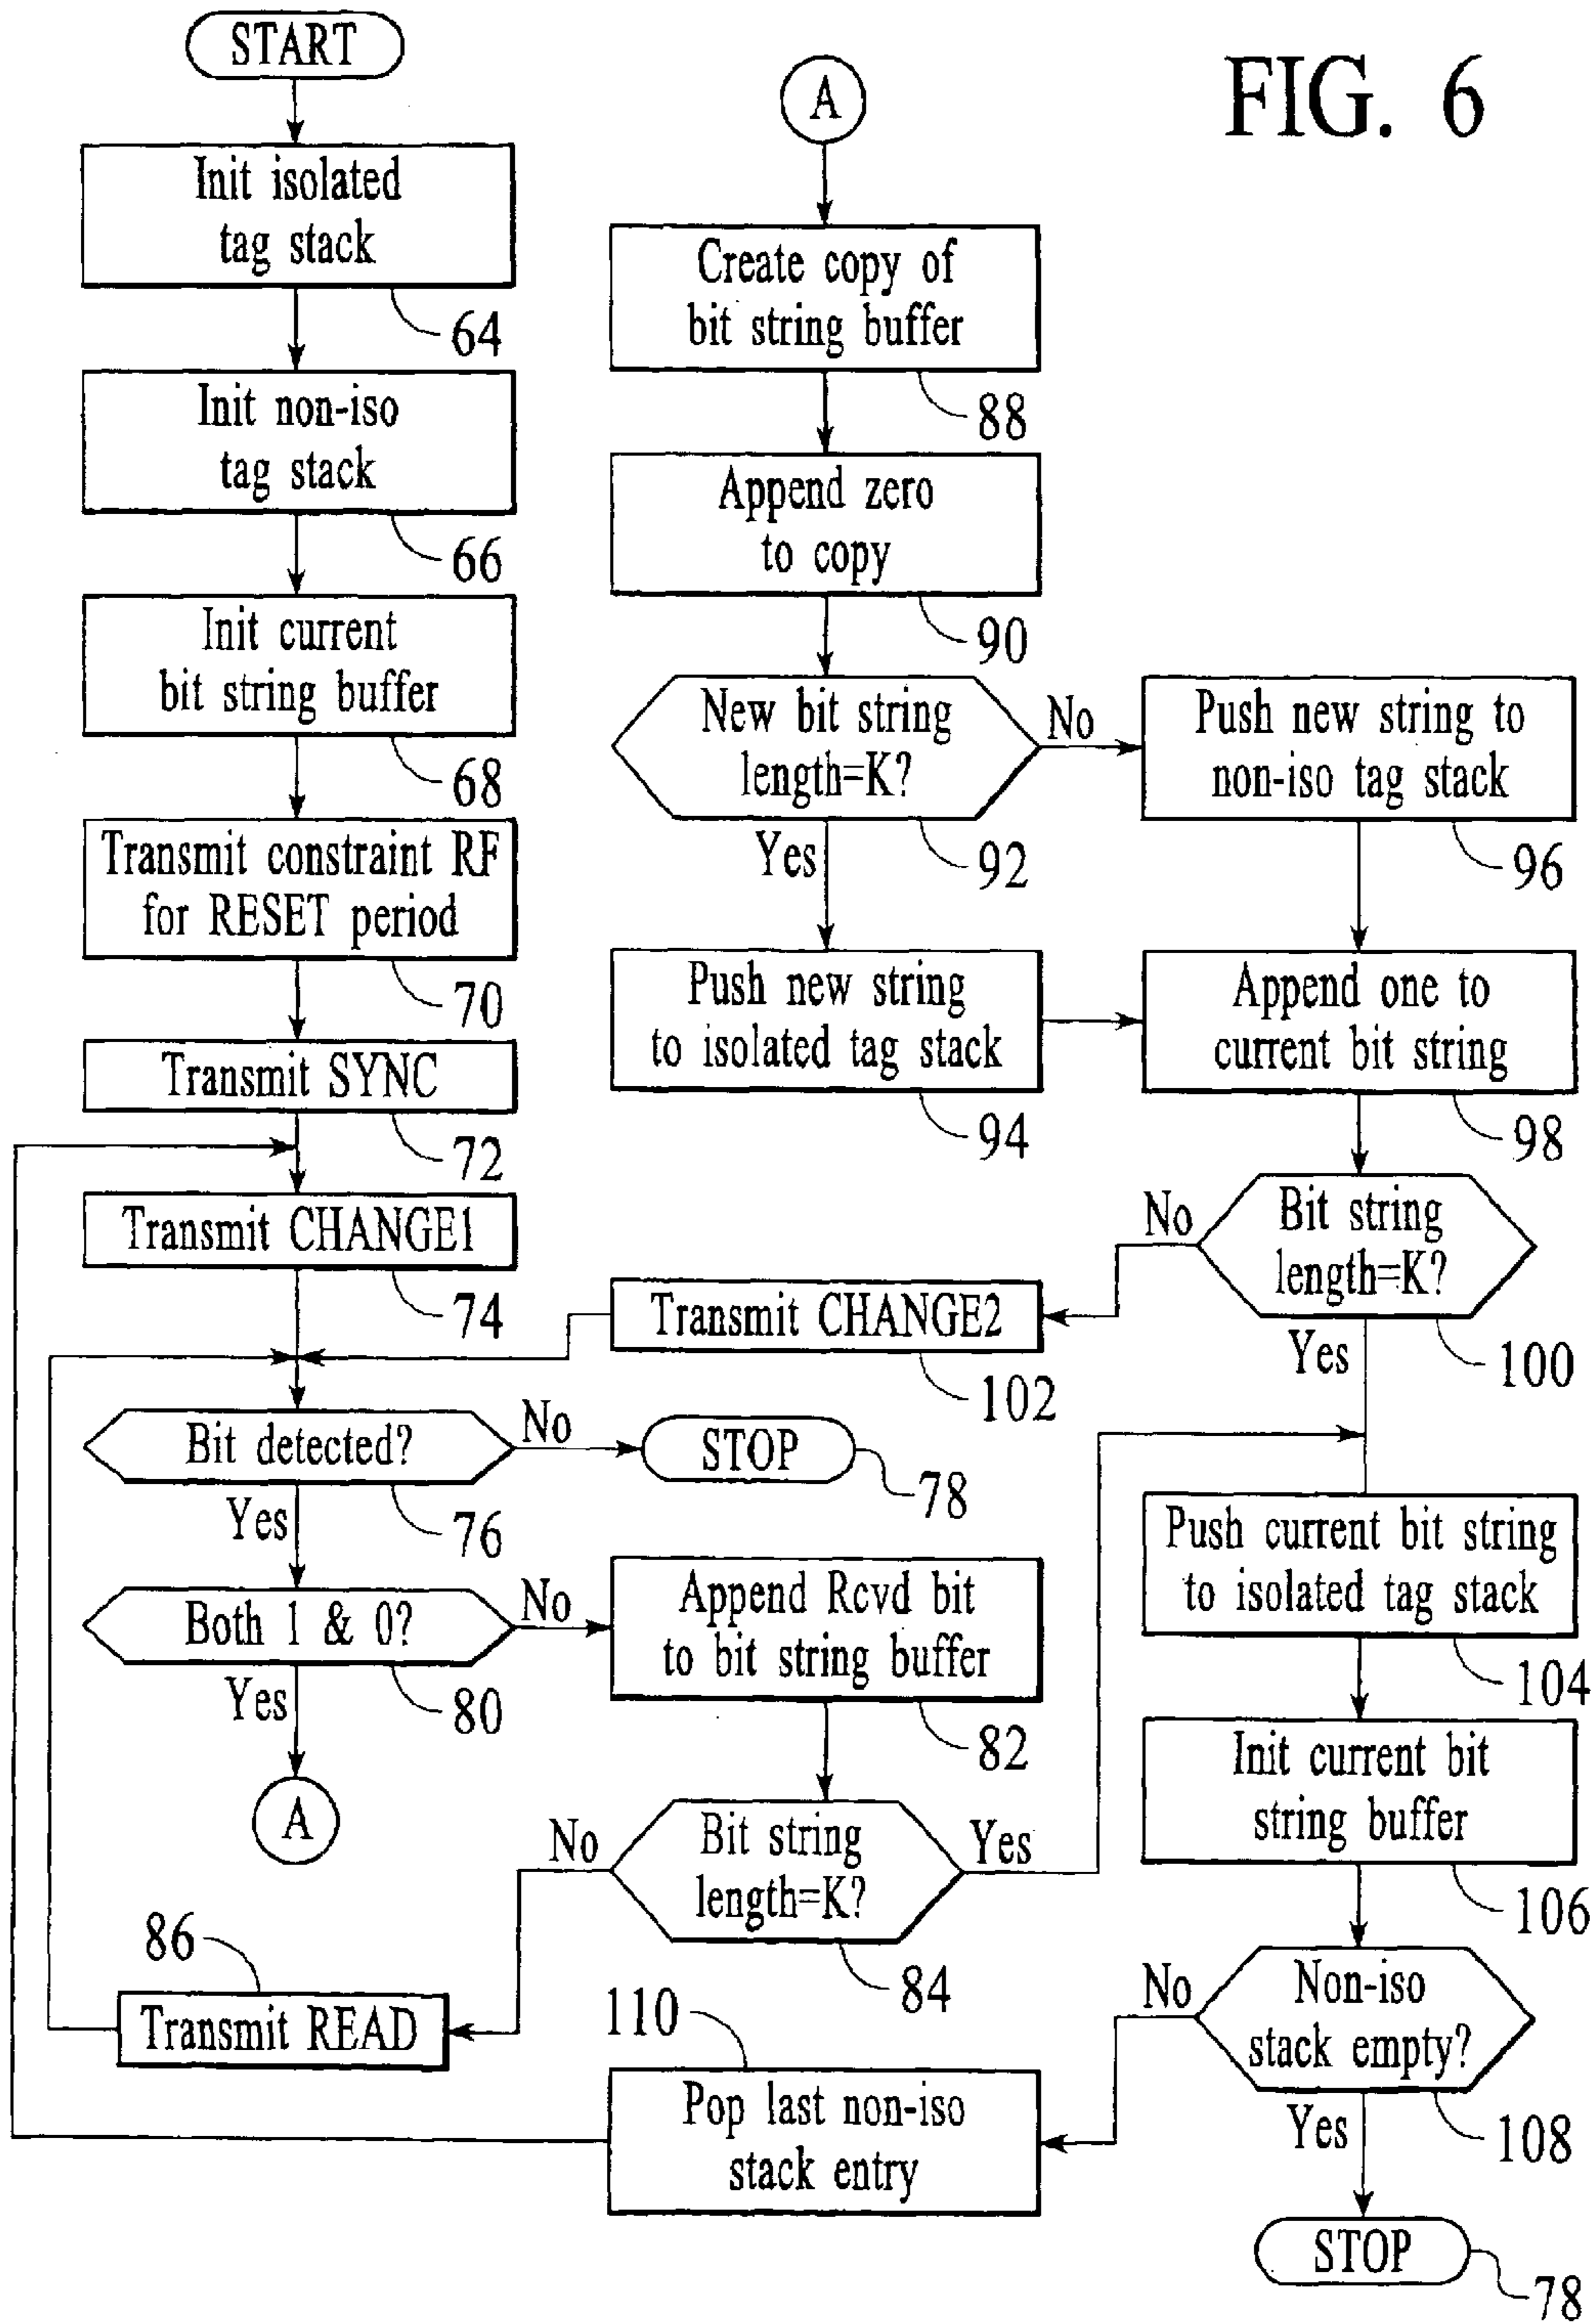 FIG. 6
START
Init isolated
tag stack
64
Init non-iso
tag stack
66
Init current
bit string buffer
68
Transmit constraint RF
for RESET period
70
Transmit SYNC
72
Transmit CHANGE1
74
Bit detected?
No
STOP
78
Yes
76
Both 1 & 0?
No
Yes
80
A
Append Rcvd bit
to bit string buffer
82
Bit string
length=K?
No
Yes
84
86
Transmit READ
A
Create copy of
bit string buffer
88
Append zero
to copy
90
New bit string
length=K?
No
Yes
92
Push new string
to isolated tag stack
94
Push new string to
non-iso tag stack
96
Append one to
current bit string
98
Bit string
length=K?
No
Yes
100
Transmit CHANGE2
102
Push current bit string
to isolated tag stack
104
Init current bit
string buffer
106
Non-iso
stack empty?
No
Yes
108
110
Pop last non-iso
stack entry
STOP
78